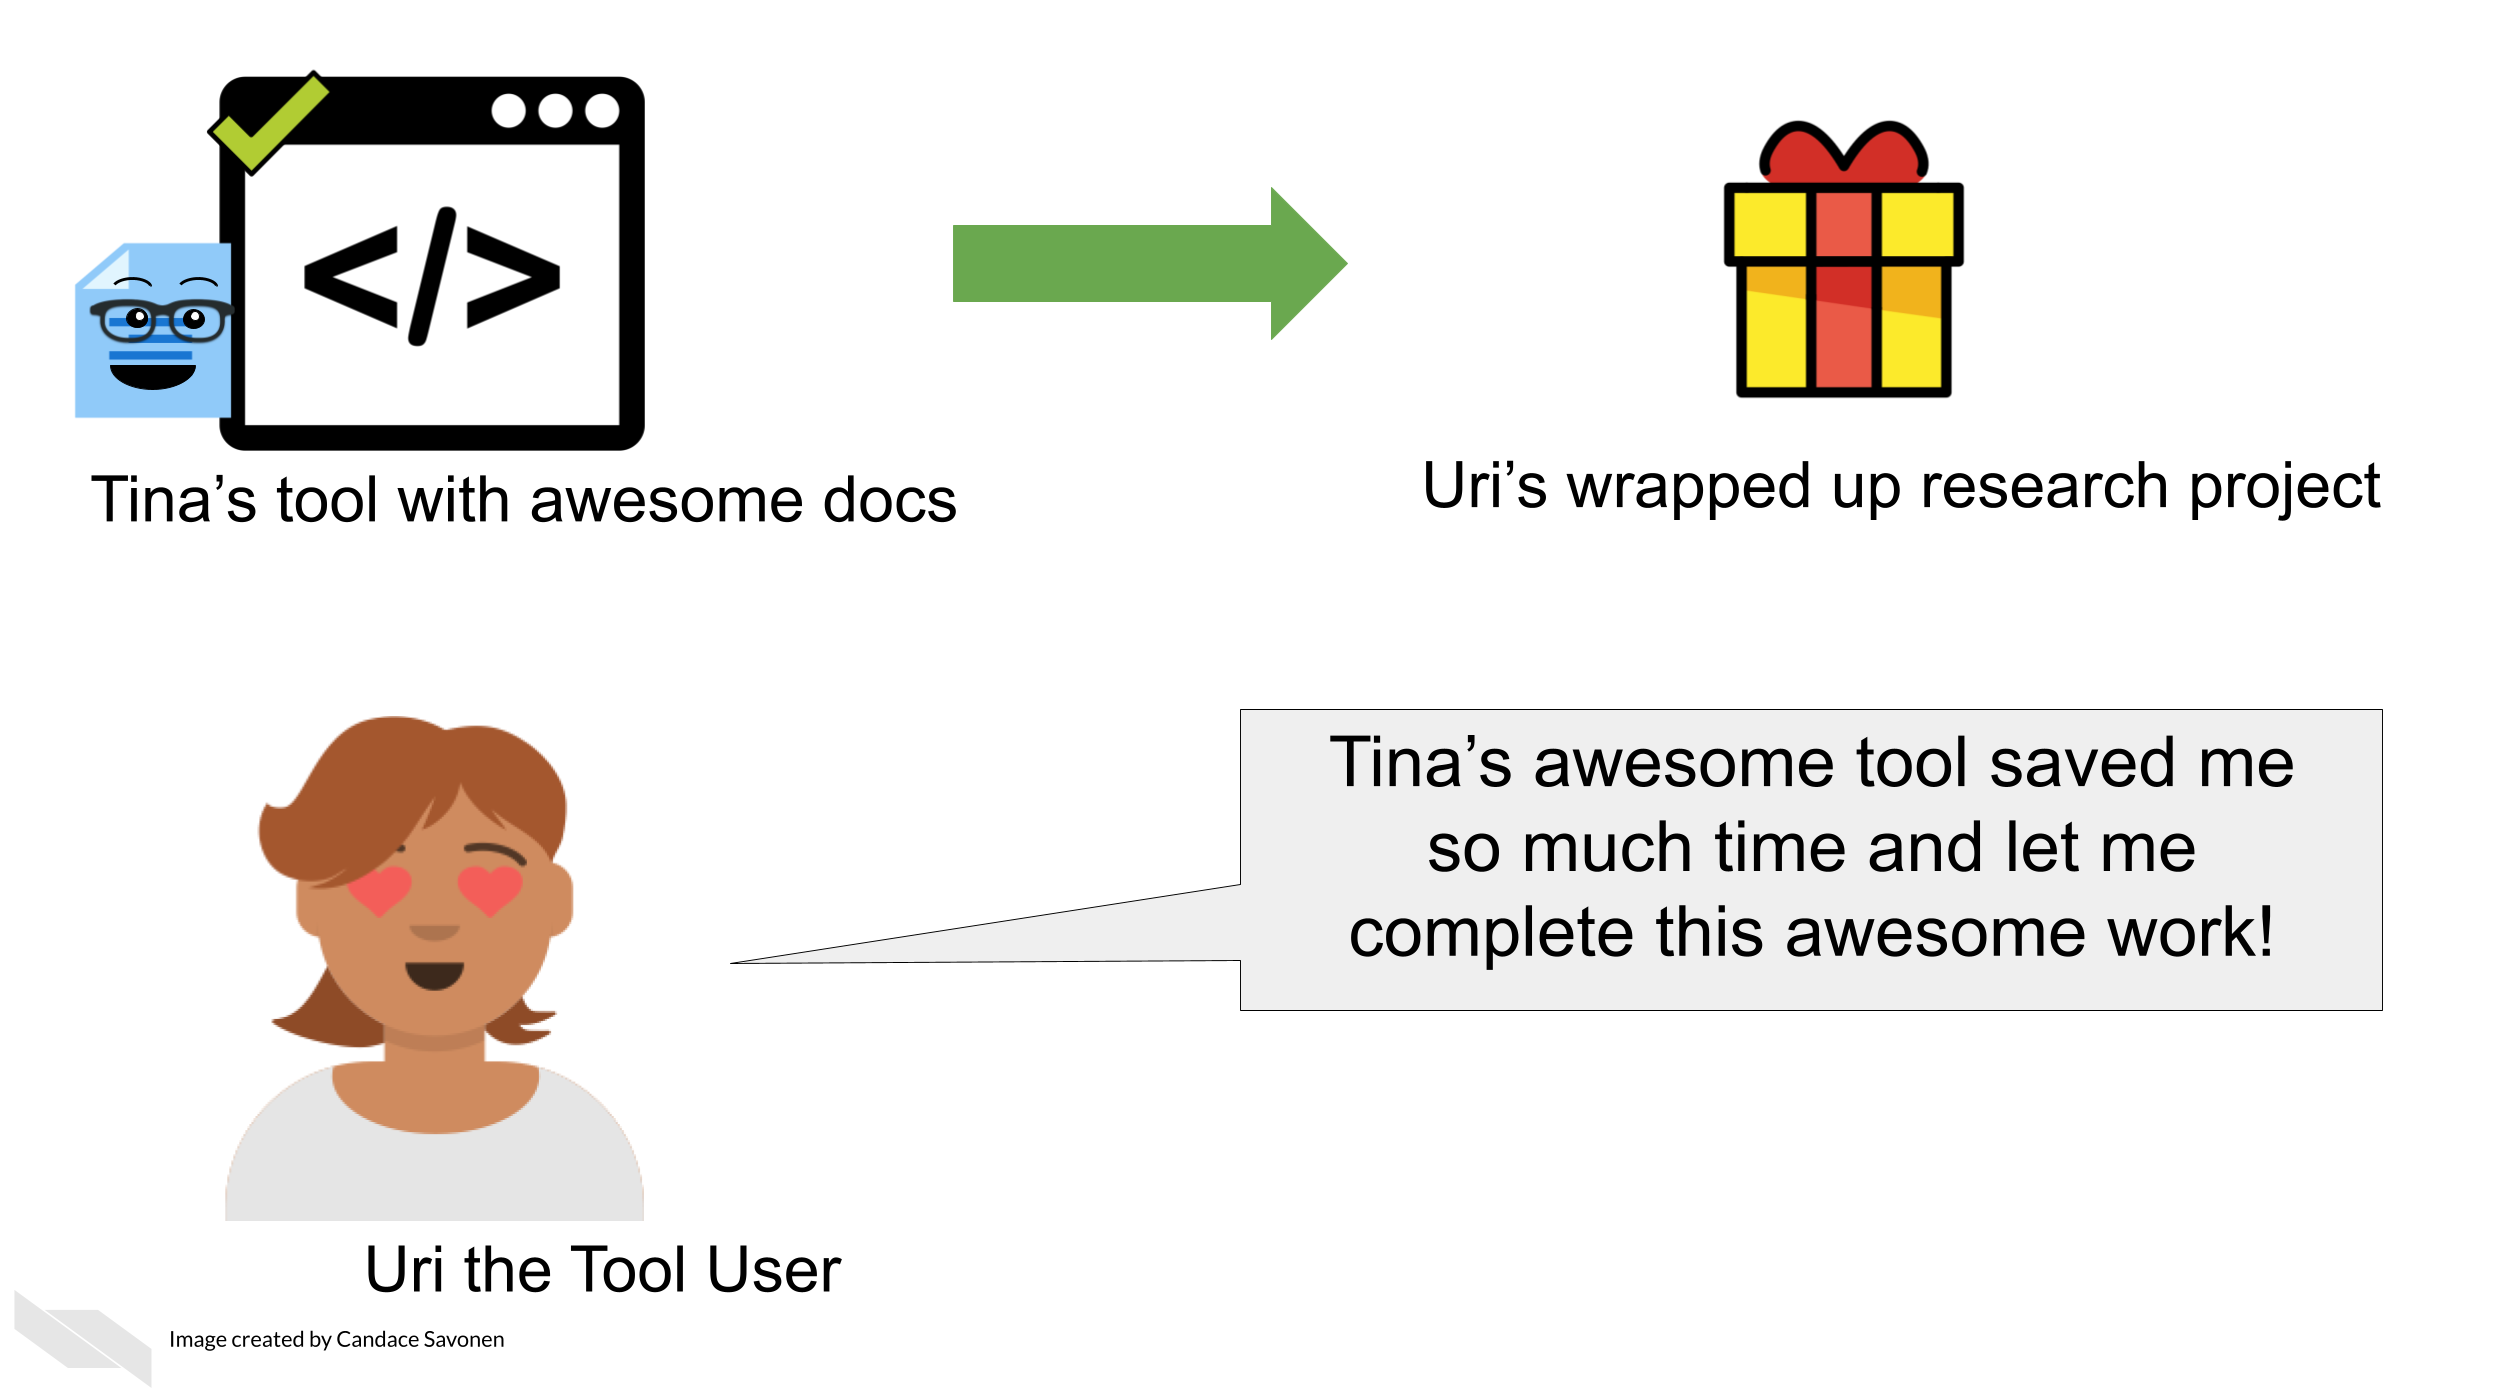 </>
Tina’s tool with awesome docs
Uri’s wrapped up research project
Tina’s awesome tool saved me
so much time and let me
complete this awesome work!
Uri the Tool User
Image created by Candace Savonen